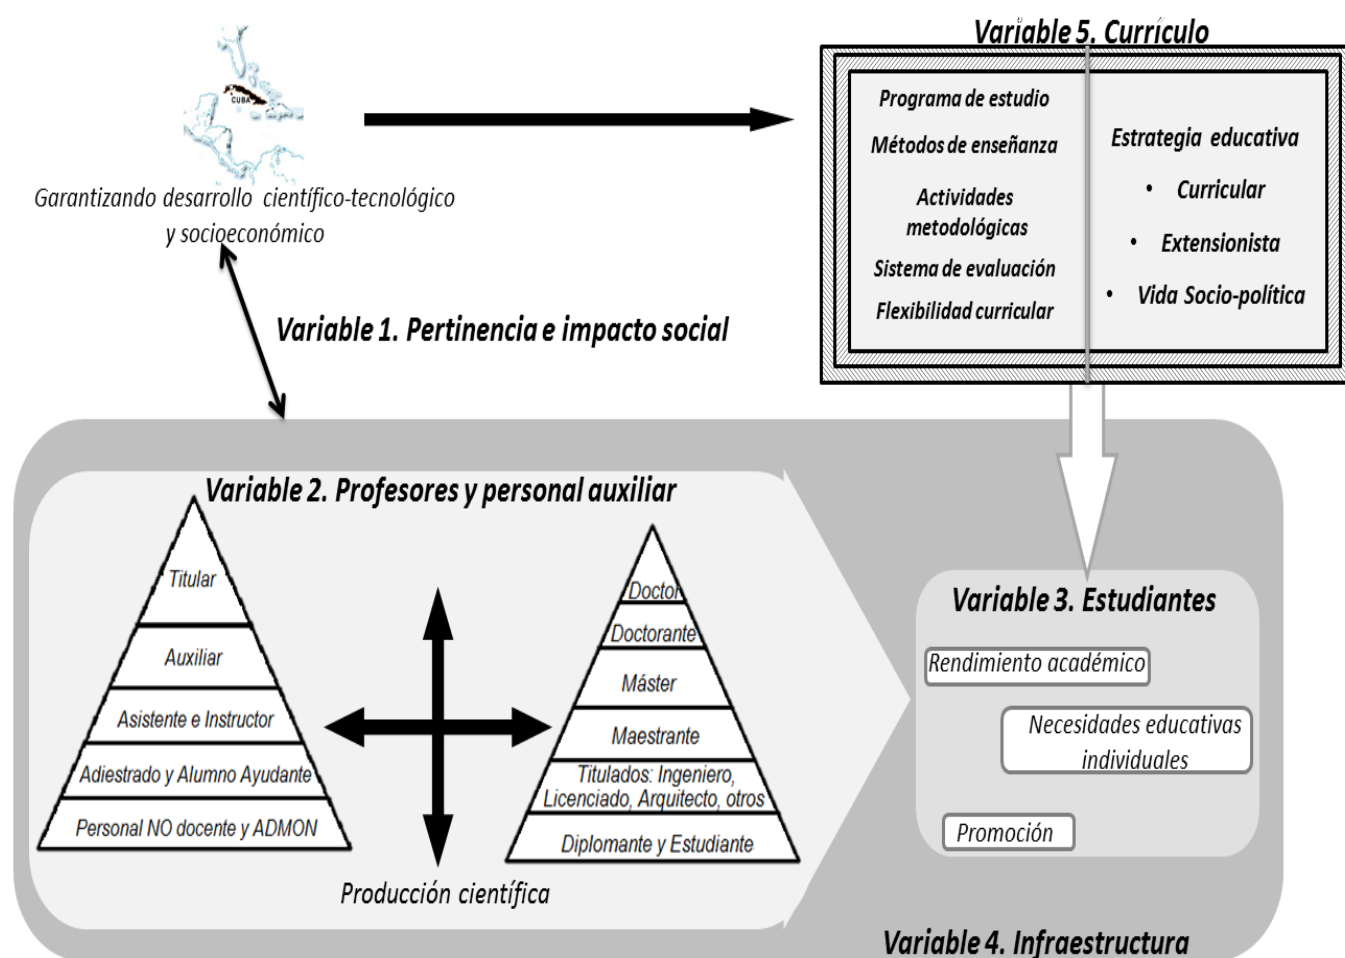 CUBA
Garantizando desarrollo científico-tecnológico
y socioeconómico
Variable 1. Pertinencia e impacto social
Variable 5. Currículo
Programa de estudio
Métodos de enseñanza
Actividades
metodológicas
Sistema de evaluación
Flexibilidad curricular
Estrategia educativa
• Curricular
• Extensionista
• Vida Socio-política
Variable 2. Profesores y personal auxiliar
Titular
Auxiliar
Asistente e Instructor
Adiestrado y Alumno Ayudante
Personal NO docente y ADMON
Doctor
Doctorante
Máster
Maestrante
Titulados: Ingeniero,
Licenciado, Arquitecto, otros
Diplomante y Estudiante
Producción científica
Variable 3. Estudiantes
Rendimiento académico
Necesidades educativas
individuales
Promoción
Variable 4. Infraestructura